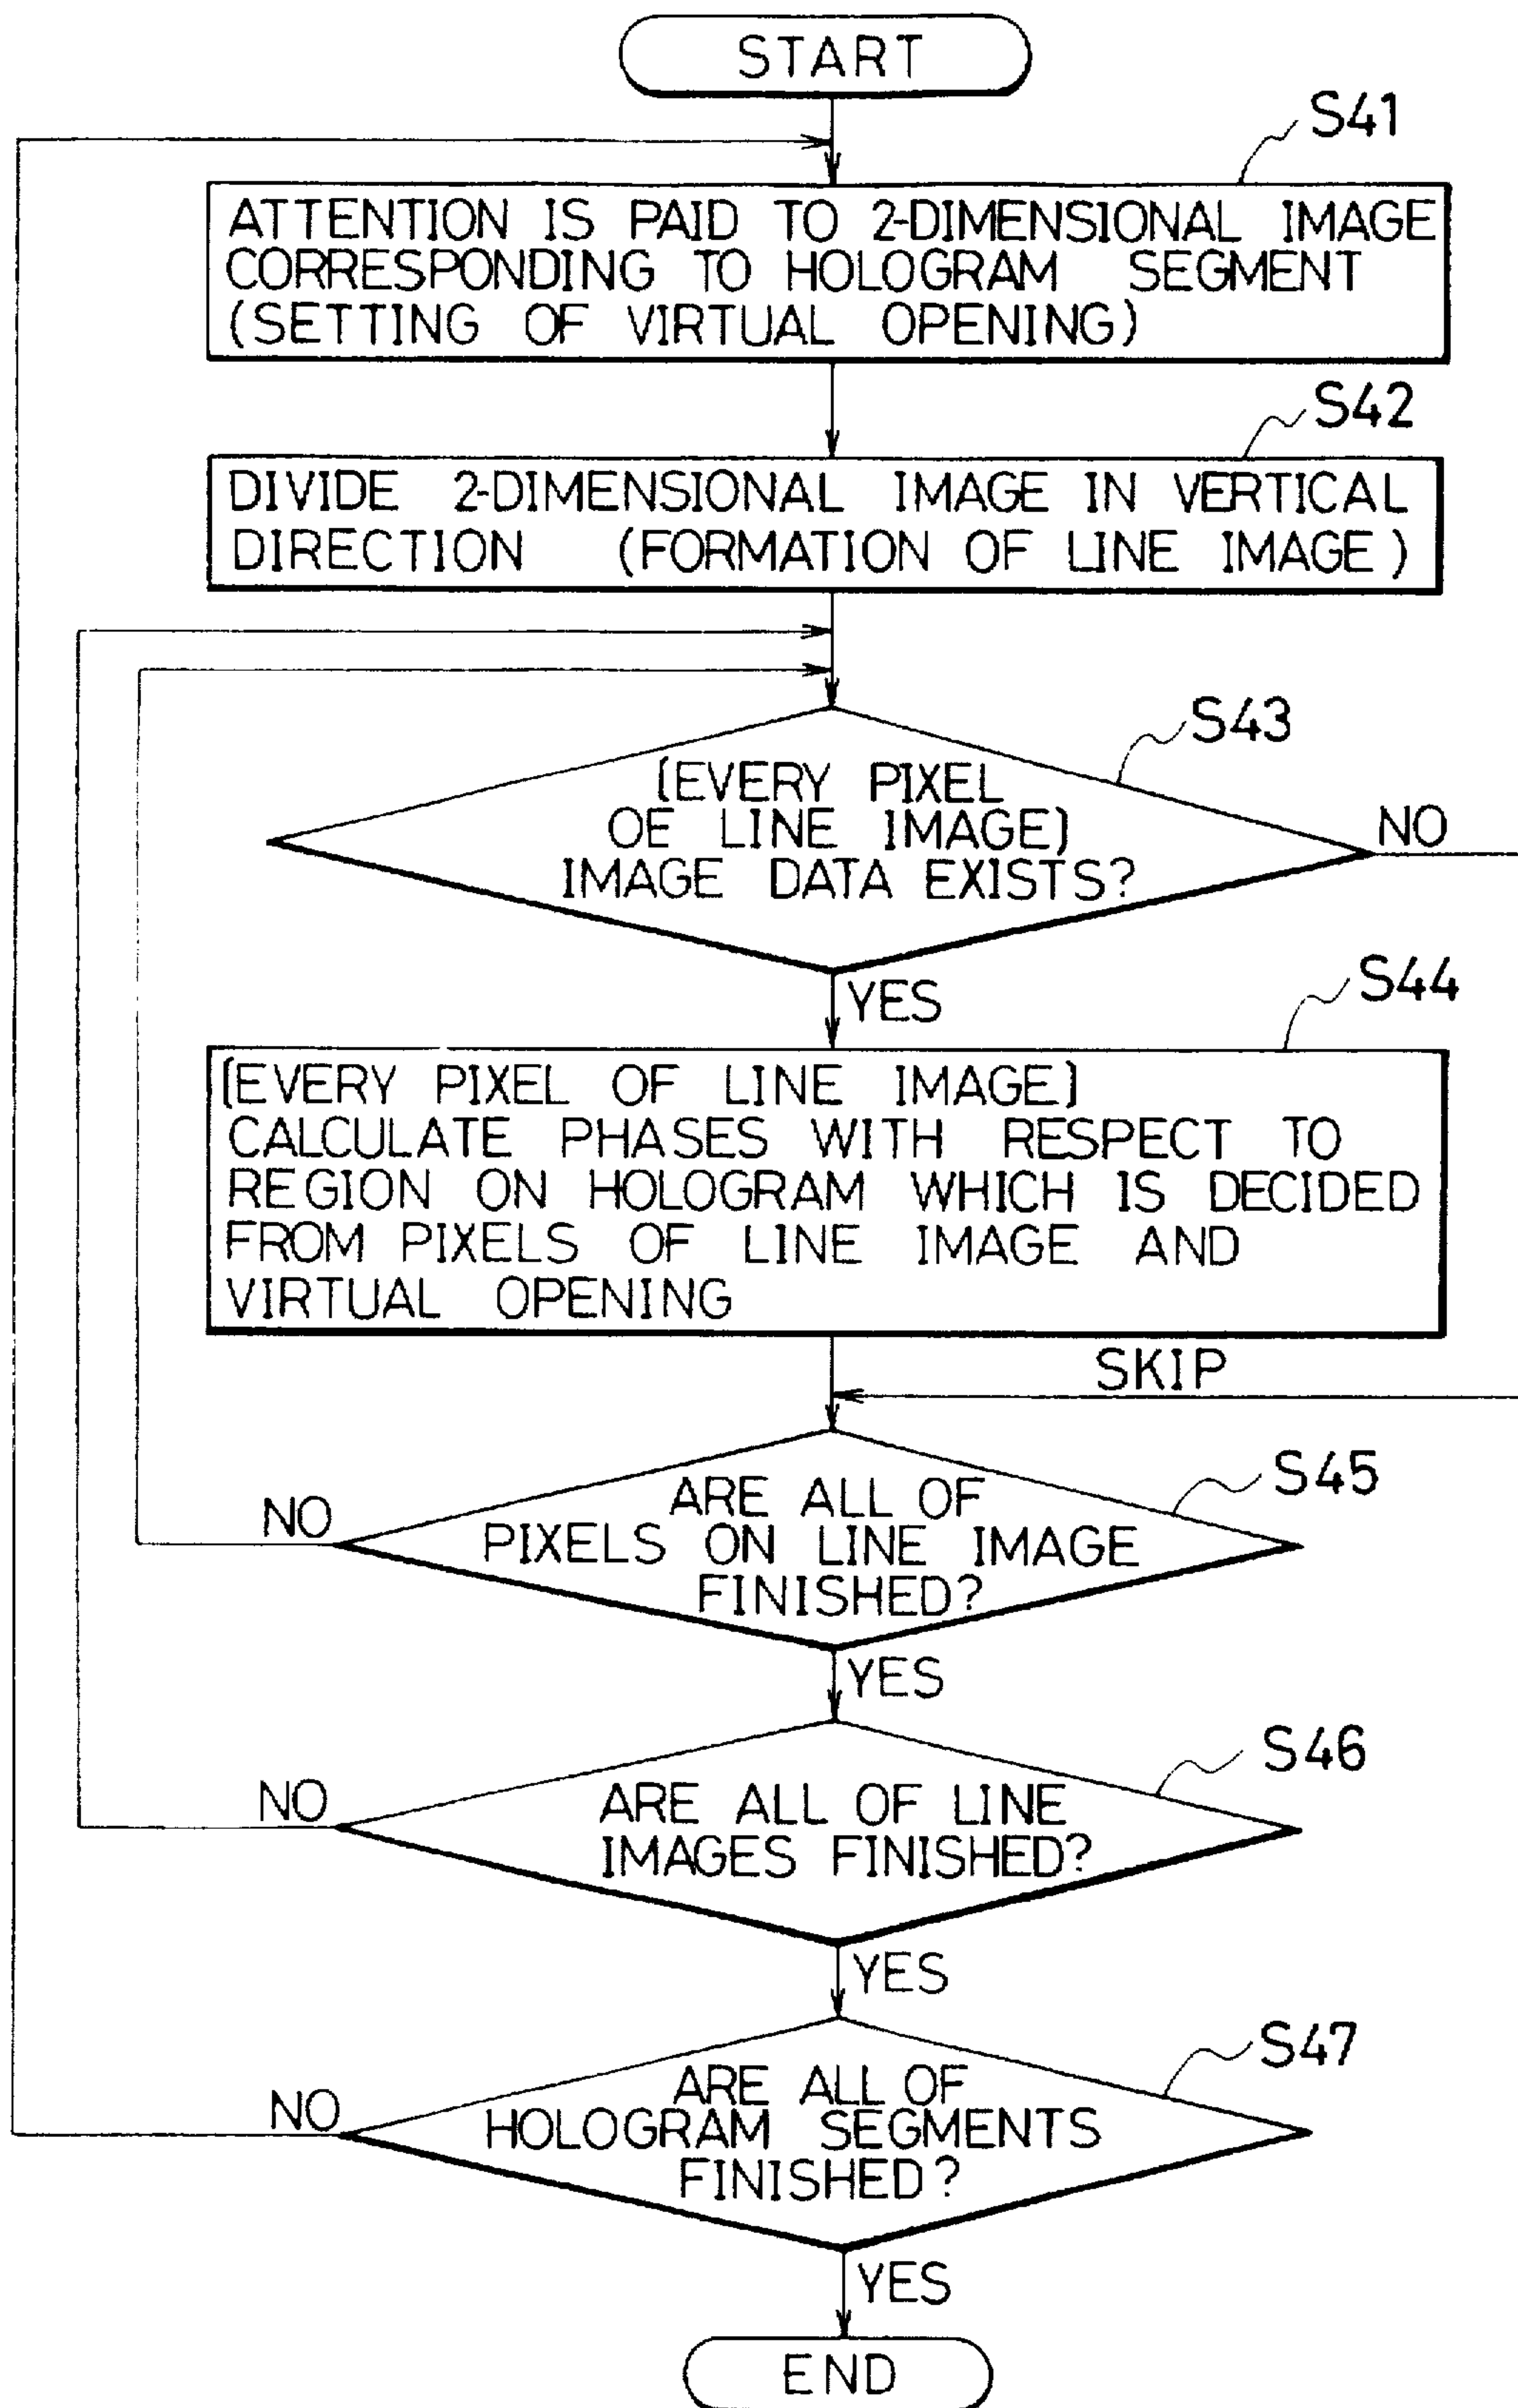 START
S41
ATTENTION IS PAID TO 2-DIMENSIONAL IMAGE
CORRESPONDING TO HOLOGRAM SEGMENT
(SETTING OF VIRTUAL OPENING)
S42
DIVIDE 2-DIMENSIONAL IMAGE IN VERTICAL
DIRECTION (FORMATION OF LINE IMAGE)
S43
[EVERY PIXEL
OE LINE IMAGE]
IMAGE DATA EXISTS?
NO
YES
S44
[EVERY PIXEL OF LINE IMAGE]
CALCULATE PHASES WITH RESPECT TO
REGION ON HOLOGRAM WHICH IS DECIDED
FROM PIXELS OF LINE IMAGE AND
VIRTUAL OPENING
SKIP
S45
ARE ALL OF
PIXELS ON LINE IMAGE
FINISHED?
NO
YES
S46
ARE ALL OF LINE
IMAGES FINISHED?
NO
YES
S47
ARE ALL OF
HOLOGRAM SEGMENTS
FINISHED?
NO
YES
END